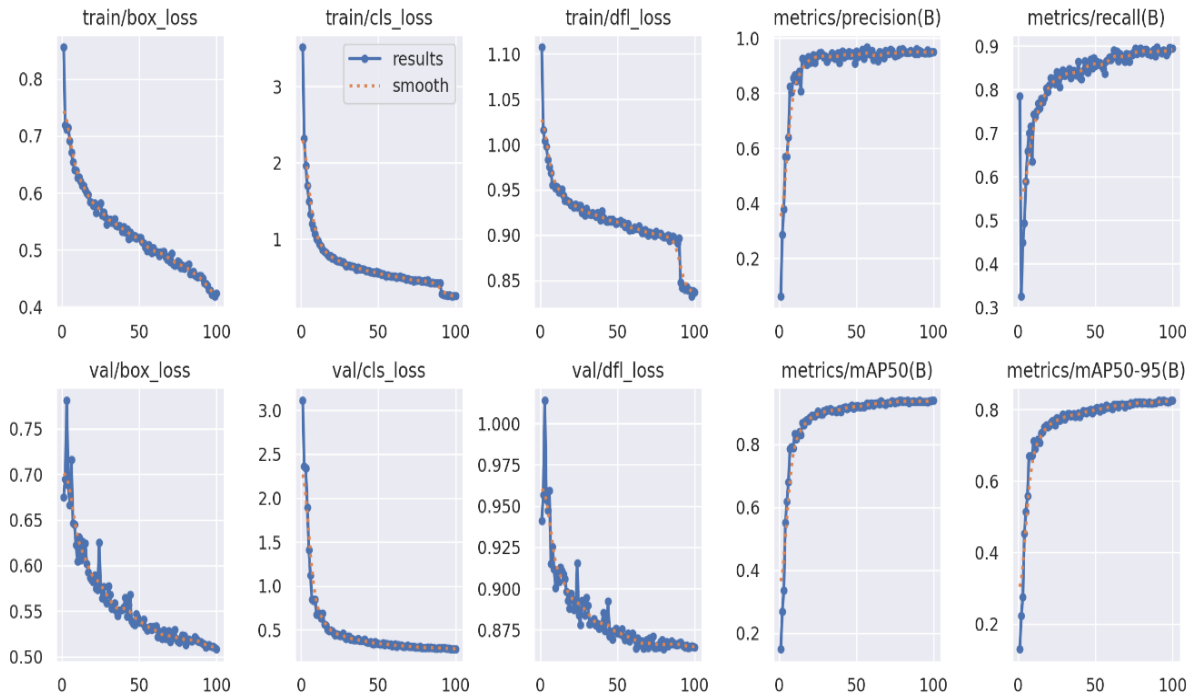 train/box_loss
0.8
0.7
0.6
0.5
0.4
0 50 100
train/cls_loss
results
smooth
3
2
1
0 50 100
train/dfl_loss
1.10
1.05
1.00
0.95
0.90
0.85
0 50 100
metrics/precision(B)
1.0
0.8
0.6
0.4
0.2
0 50 100
metrics/recall(B)
0.9
0.8
0.7
0.6
0.5
0.4
0.3
0 50 100
val/box_loss
0.75
0.70
0.65
0.60
0.55
0.50
0 50 100
val/cls_loss
3.0
2.5
2.0
1.5
1.0
0.5
0 50 100
val/dfl_loss
1.000
0.975
0.950
0.925
0.900
0.875
0 50 100
metrics/mAP50(B)
0.8
0.6
0.4
0.2
0 50 100
metrics/mAP50-95(B)
0.8
0.6
0.4
0.2
0 50 100